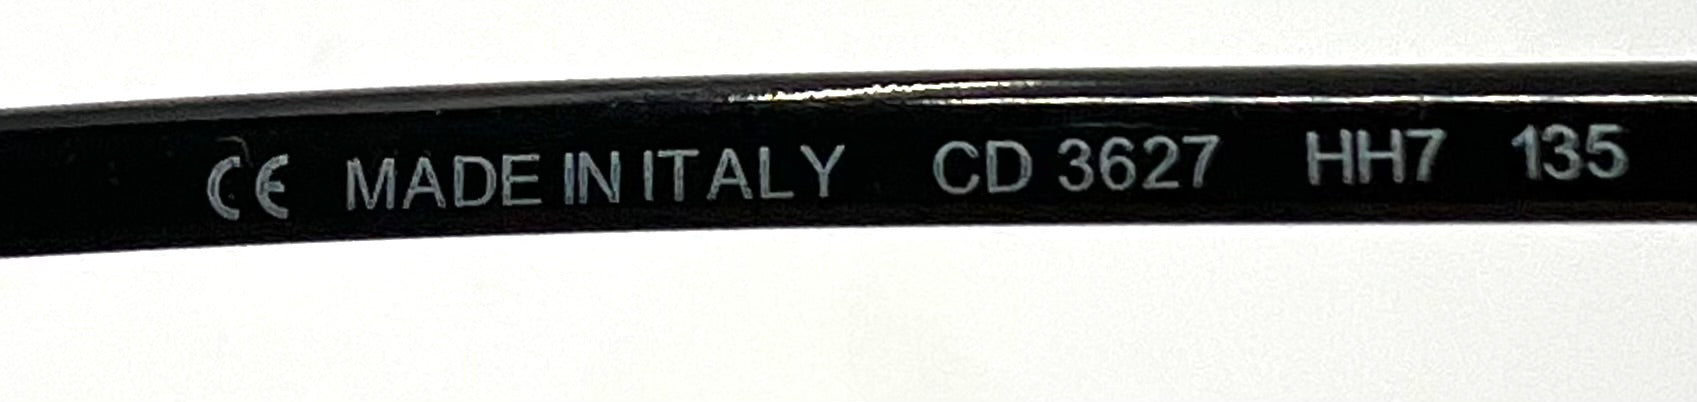 CE MADE IN ITALY CD 3627 HH7 135